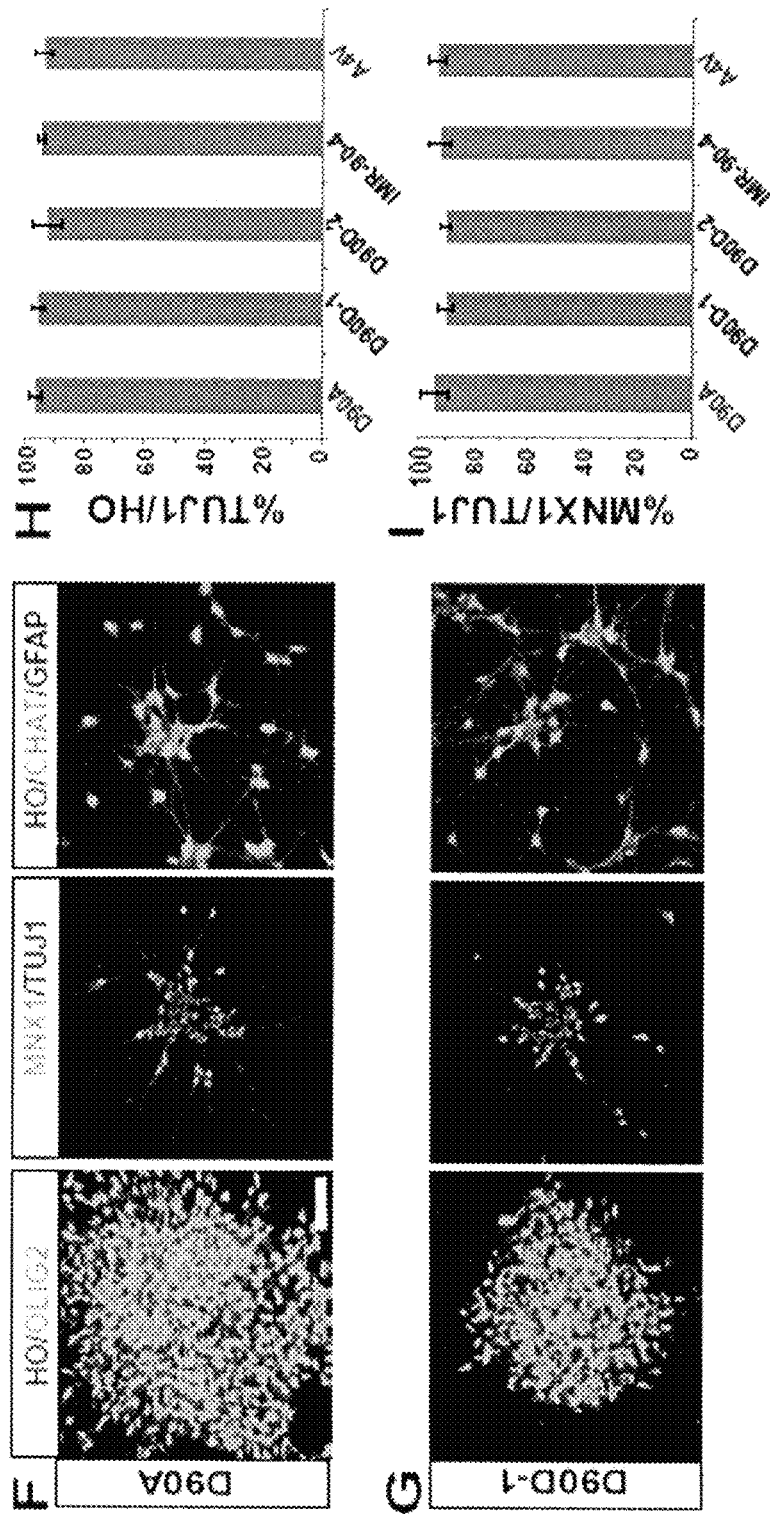 F
HO/OLIG2
MNX1/TUJ1
HO/CHAT/GFAP
D90A
G
D90D-1
H
%TUJ1/HO
100
80
60
40
20
0
D90A
D90D-1
D90D-2
IMR-90-4
A4V
I
%MNX1/TUJ1
100
80
60
40
20
0
D90A
D90D-1
D90D-2
IMR-90-4
A4V